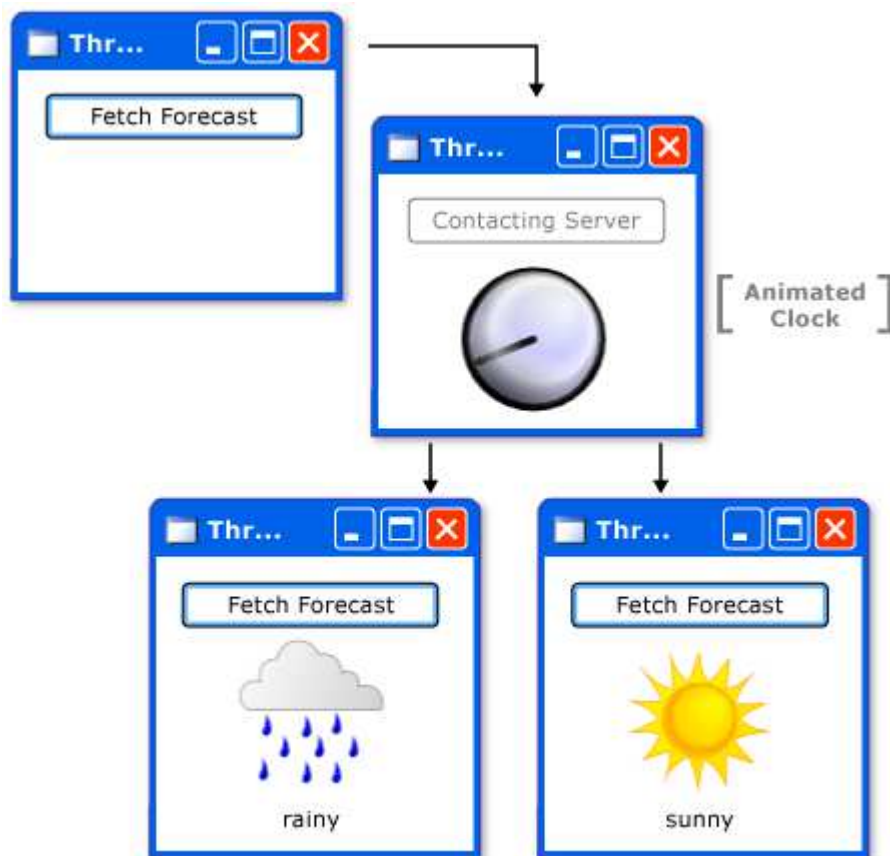 Thr...
Fetch Forecast
Thr...
Contacting Server
Animated
Clock
Thr...
Fetch Forecast
rainy
Thr...
Fetch Forecast
sunny